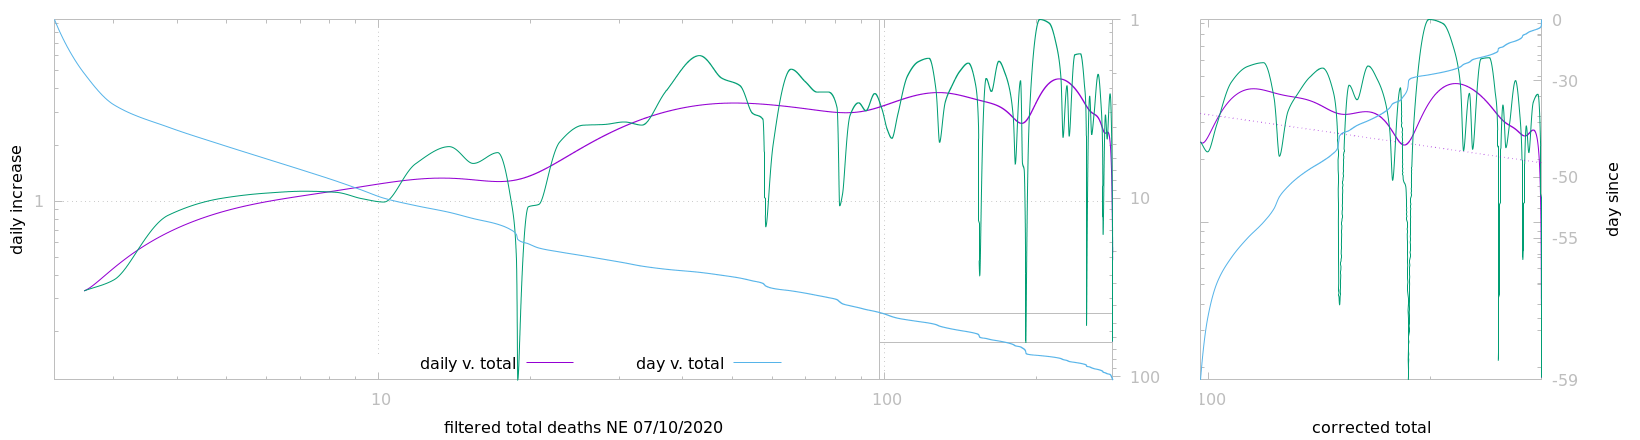 daily increase
1
10
100
1
10
100
daily v. total
day v. total
filtered total deaths NE 07/10/2020
0
-30
-50
-55
-59
day since
100
corrected total